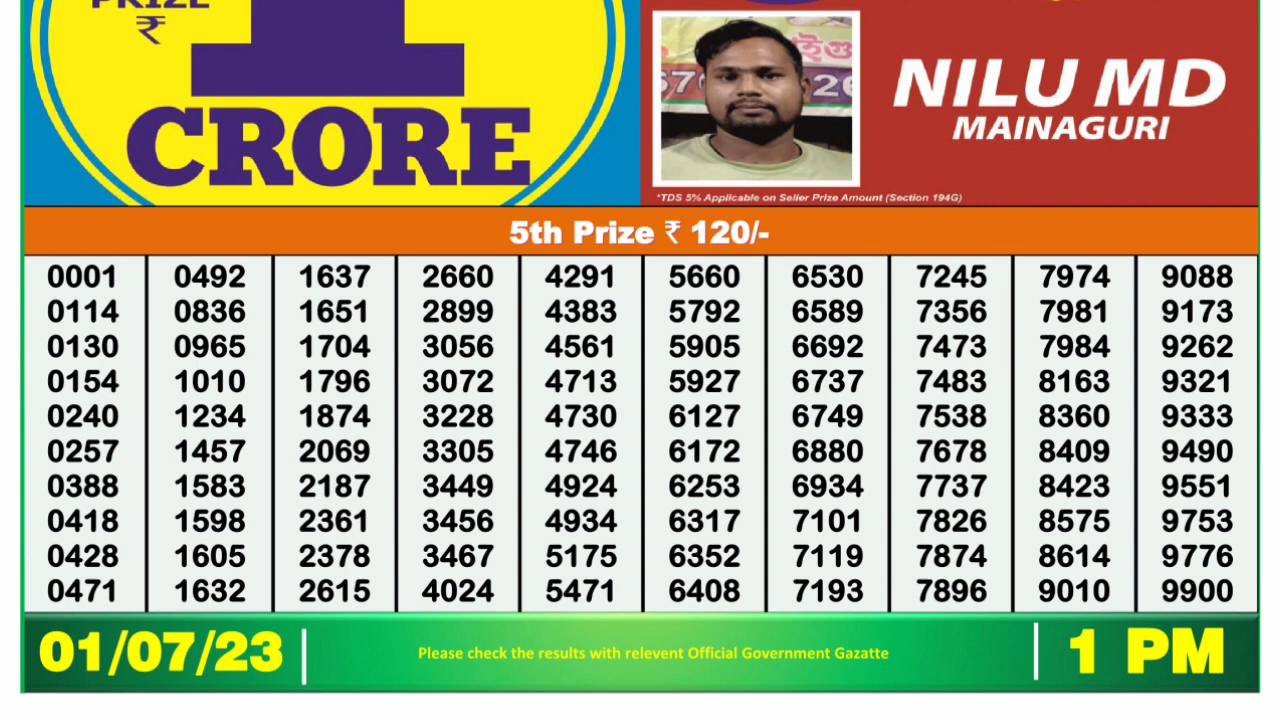 PRIZE
₹
1
CRORE
NILU MD
MAINAGURI
*TDS 5% Applicable on Seller Prize Amount (Section 194G)
5th Prize ₹ 120/-
0001 0492 1637 2660 4291 5660 6530 7245 7974 9088
0114 0836 1651 2899 4383 5792 6589 7356 7981 9173
0130 0965 1704 3056 4561 5905 6692 7473 7984 9262
0154 1010 1796 3072 4713 5927 6737 7483 8163 9321
0240 1234 1874 3228 4730 6127 6749 7538 8360 9333
0257 1457 2069 3305 4746 6172 6880 7678 8409 9490
0388 1583 2187 3449 4924 6253 6934 7737 8423 9551
0418 1598 2361 3456 4934 6317 7101 7826 8575 9753
0428 1605 2378 3467 5175 6352 7119 7874 8614 9776
0471 1632 2615 4024 5471 6408 7193 7896 9010 9900
01/07/23
Please check the results with relevent Official Government Gazatte
1 PM